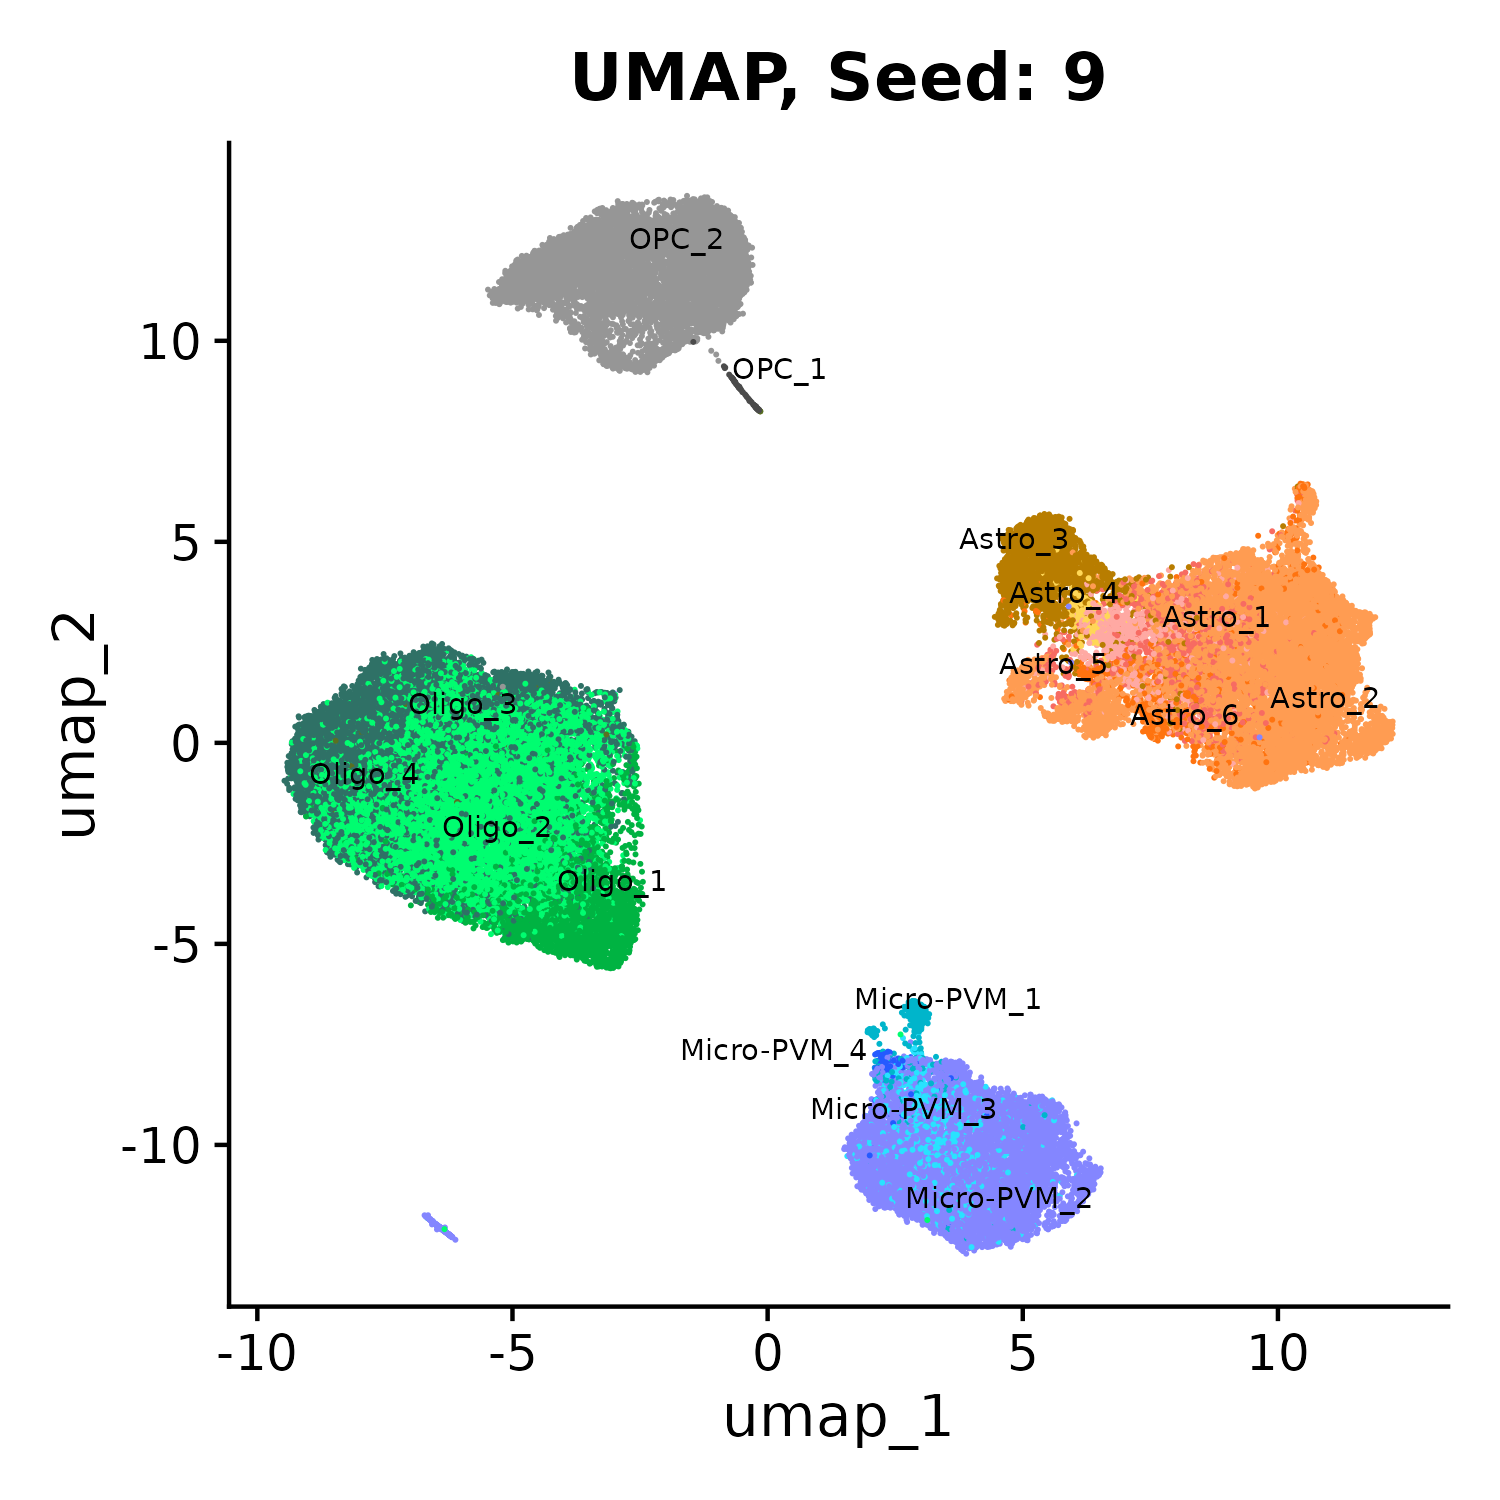 UMAP, Seed: 9
umap_2
10
5
0
-5
-10
OPC_2
OPC_1
Astro_3
Astro_4
Astro_1
Astro_5
Astro_2
Astro_6
Oligo_3
Oligo_4
Oligo_2
Oligo_1
Micro-PVM_1
Micro-PVM_4
Micro-PVM_3
Micro-PVM_2
-10
-5
0
5
10
umap_1